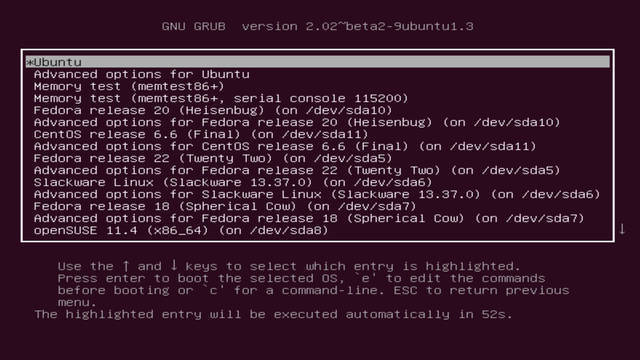 GNU GRUB  version 2.02~beta2-9ubuntu1.3
*Ubuntu
Advanced options for Ubuntu
Memory test (memtest86+)
Memory test (memtest86+, serial console 115200)
Fedora release 20 (Heisenbug) (on /dev/sda10)
Advanced options for Fedora release 20 (Heisenbug) (on /dev/sda10)
CentOS release 6.6 (Final) (on /dev/sda11)
Advanced options for CentOS release 6.6 (Final) (on /dev/sda11)
Fedora release 22 (Twenty Two) (on /dev/sda5)
Advanced options for Fedora release 22 (Twenty Two) (on /dev/sda5)
Slackware Linux (Slackware 13.37.0) (on /dev/sda6)
Advanced options for Slackware Linux (Slackware 13.37.0) (on /dev/sda6)
Fedora release 18 (Spherical Cow) (on /dev/sda7)
Advanced options for Fedora release 18 (Spherical Cow) (on /dev/sda7)
openSUSE 11.4 (x86_64) (on /dev/sda8) ↓
Use the ↑ and ↓ keys to select which entry is highlighted.
Press enter to boot the selected OS, `e' to edit the commands
before booting or `c' for a command-line. ESC to return previous
menu.
The highlighted entry will be executed automatically in 52s.